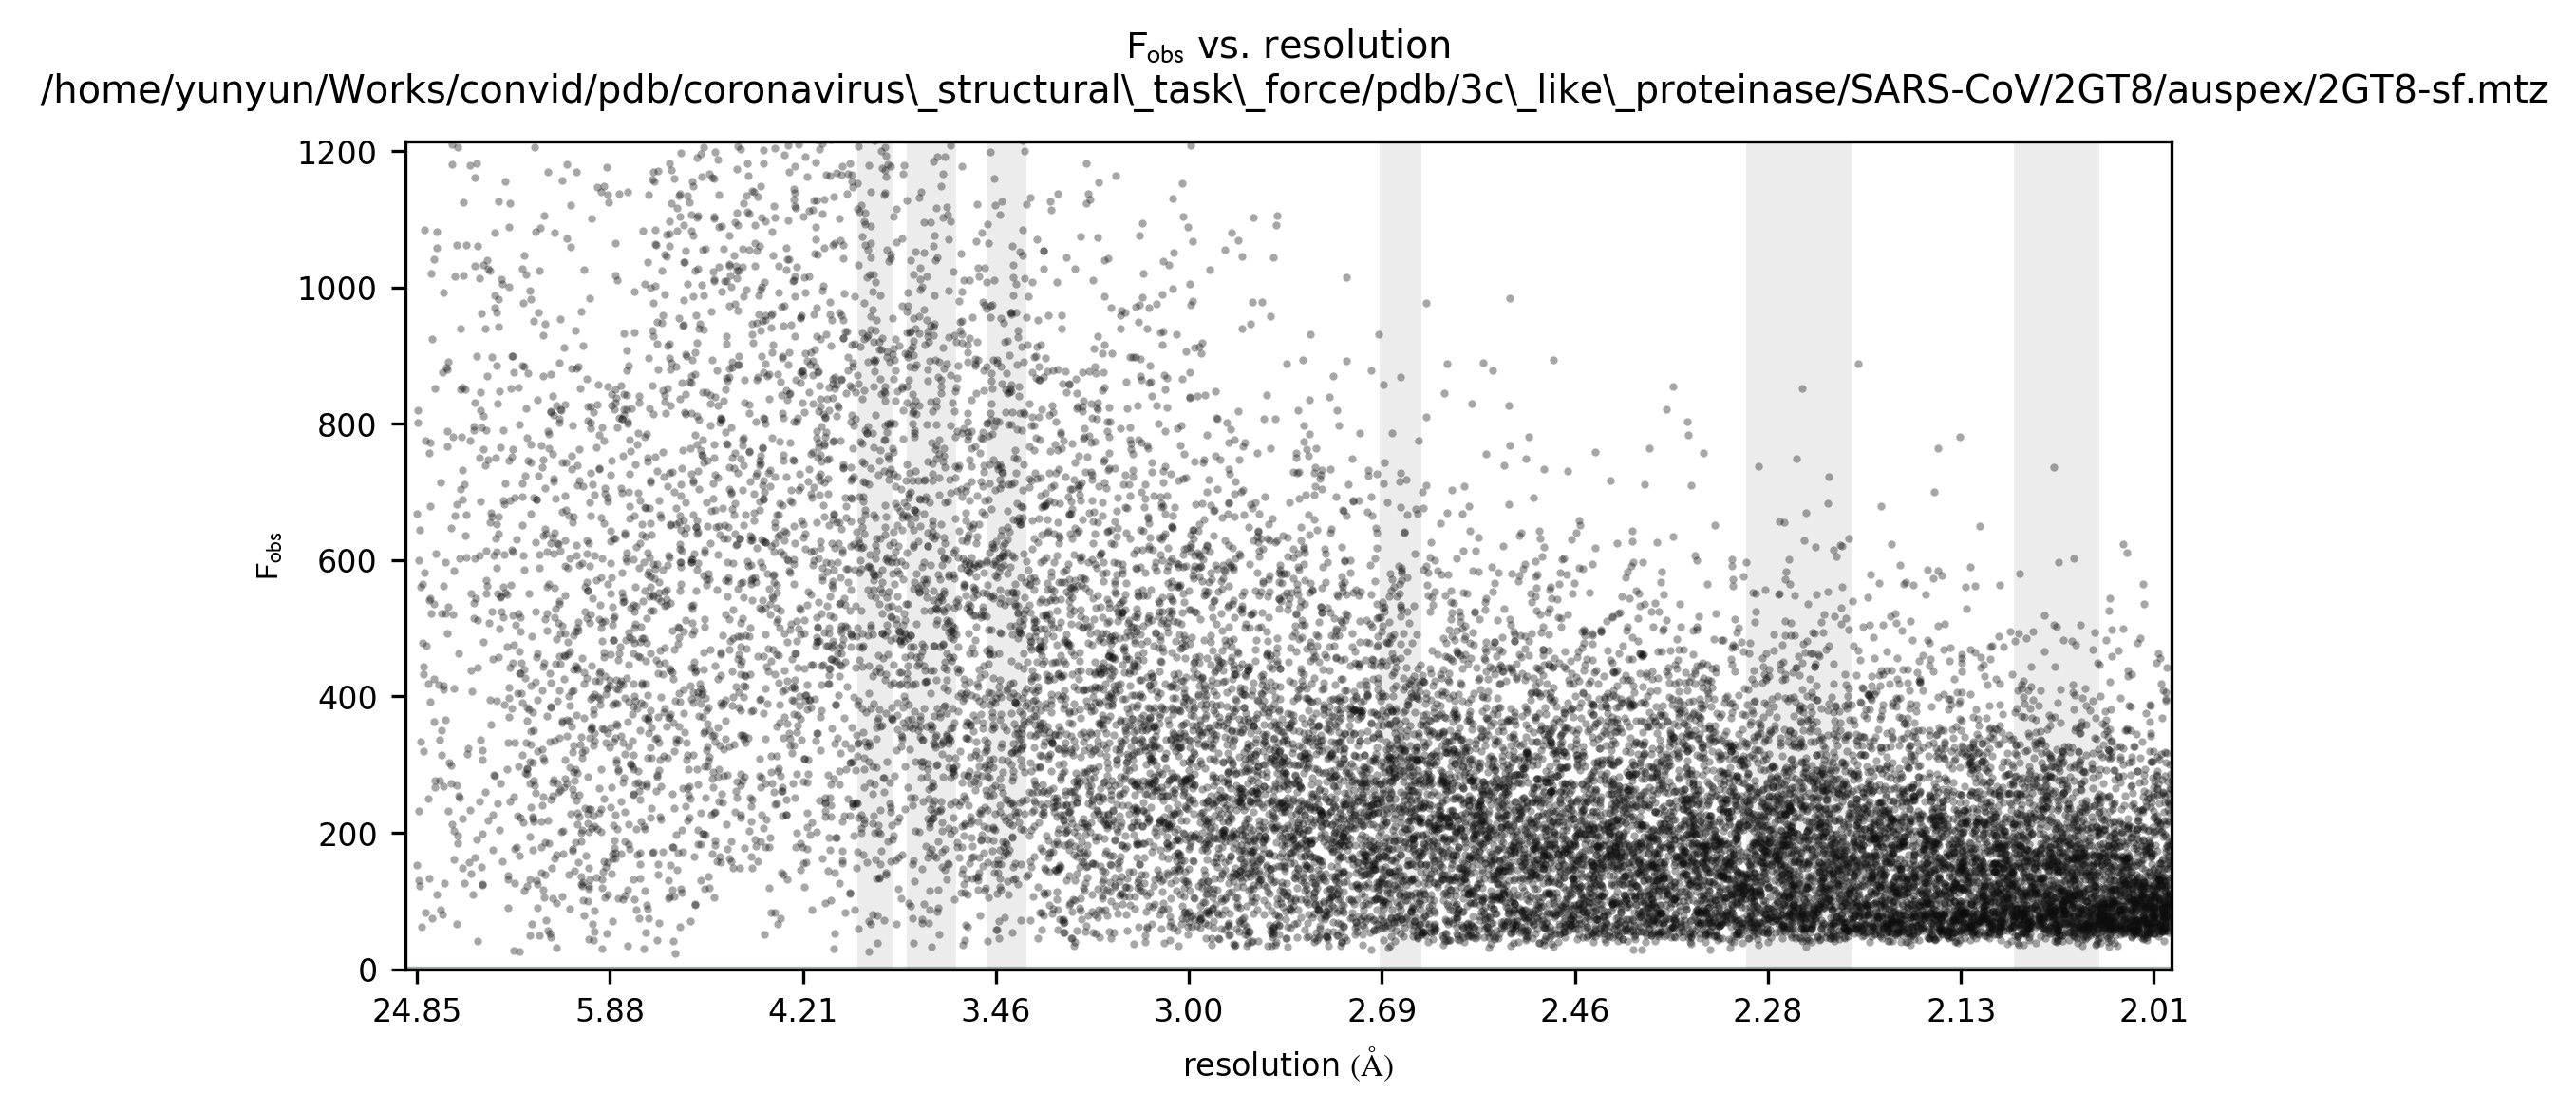 F_obs vs. resolution
/home/yunyun/Works/convid/pdb/coronavirus\_structural\_task\_force/pdb/3c\_like\_proteinase/SARS-CoV/2GT8/auspex/2GT8-sf.mtz
1200
1000
800
600
400
200
0
F_obs
24.85 5.88 4.21 3.46 3.00 2.69 2.46 2.28 2.13 2.01
resolution (Å)